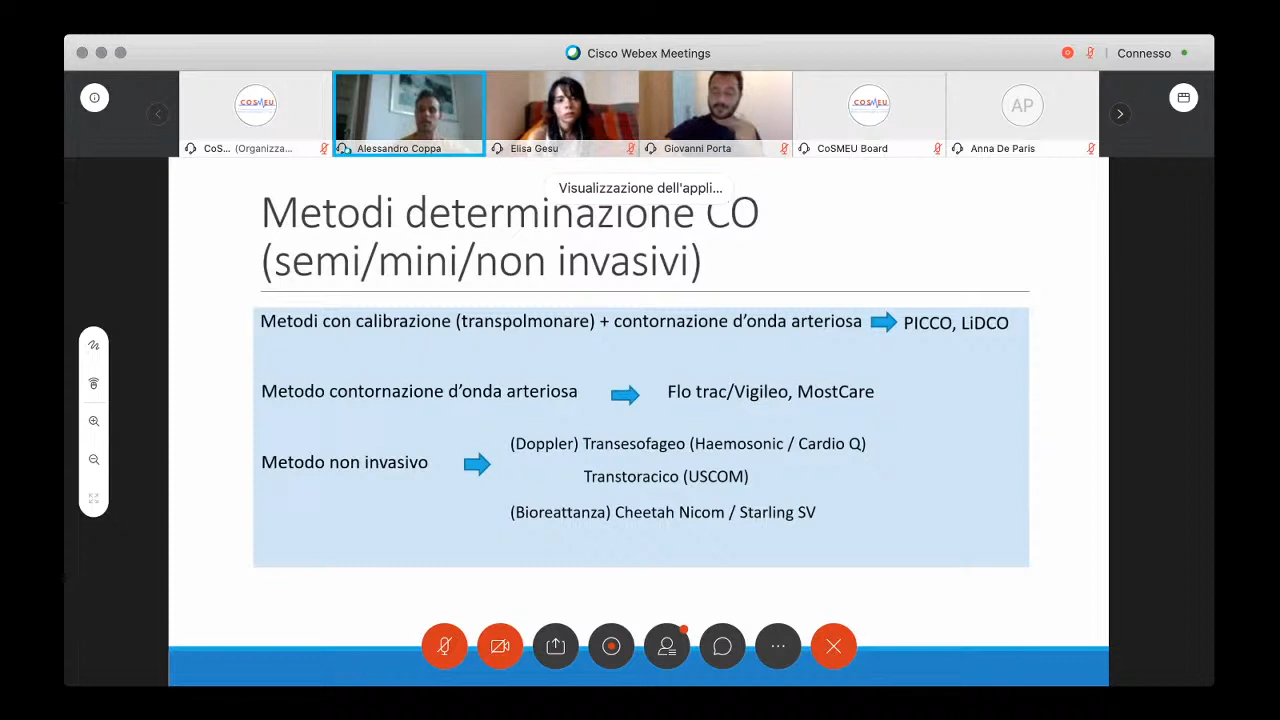 Cisco Webex Meetings
Connesso
COSMEU
COSMEU
AP
CoS... (Organizza...
Alessandro Coppa
Elisa Gesu
Giovanni Porta
CoSMEU Board
Anna De Paris
Visualizzazione dell'appli...
Metodi determinazione CO
(semi/mini/non invasivi)
Metodi con calibrazione (transpolmonare) + contornazione d'onda arteriosa PICCO, LiDCO
Metodo contornazione d'onda arteriosa Flo trac/Vigileo, MostCare
(Doppler) Transesofageo (Haemosonic / Cardio Q)
Metodo non invasivo
Transtoracico (USCOM)
(Bioreattanza) Cheetah Nicom / Starling SV